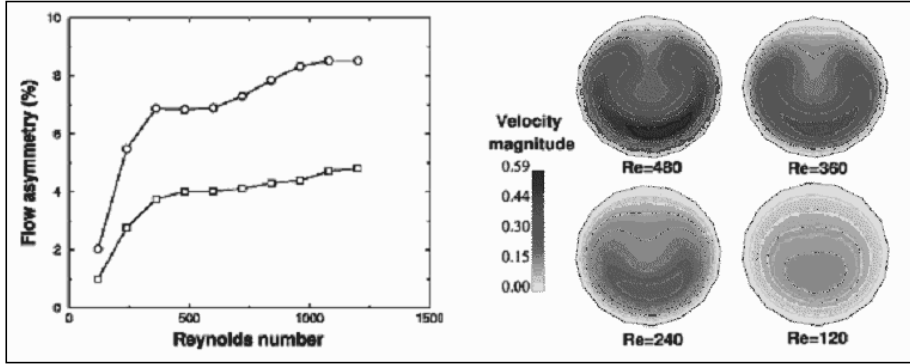 10
8
6
4
2
0
0
500
1000
1500
Flow asymmetry (%)
Reynolds number
Velocity
magnitude
0.59
0.44
0.30
0.15
0.00
Re=480
Re=360
Re=240
Re=120